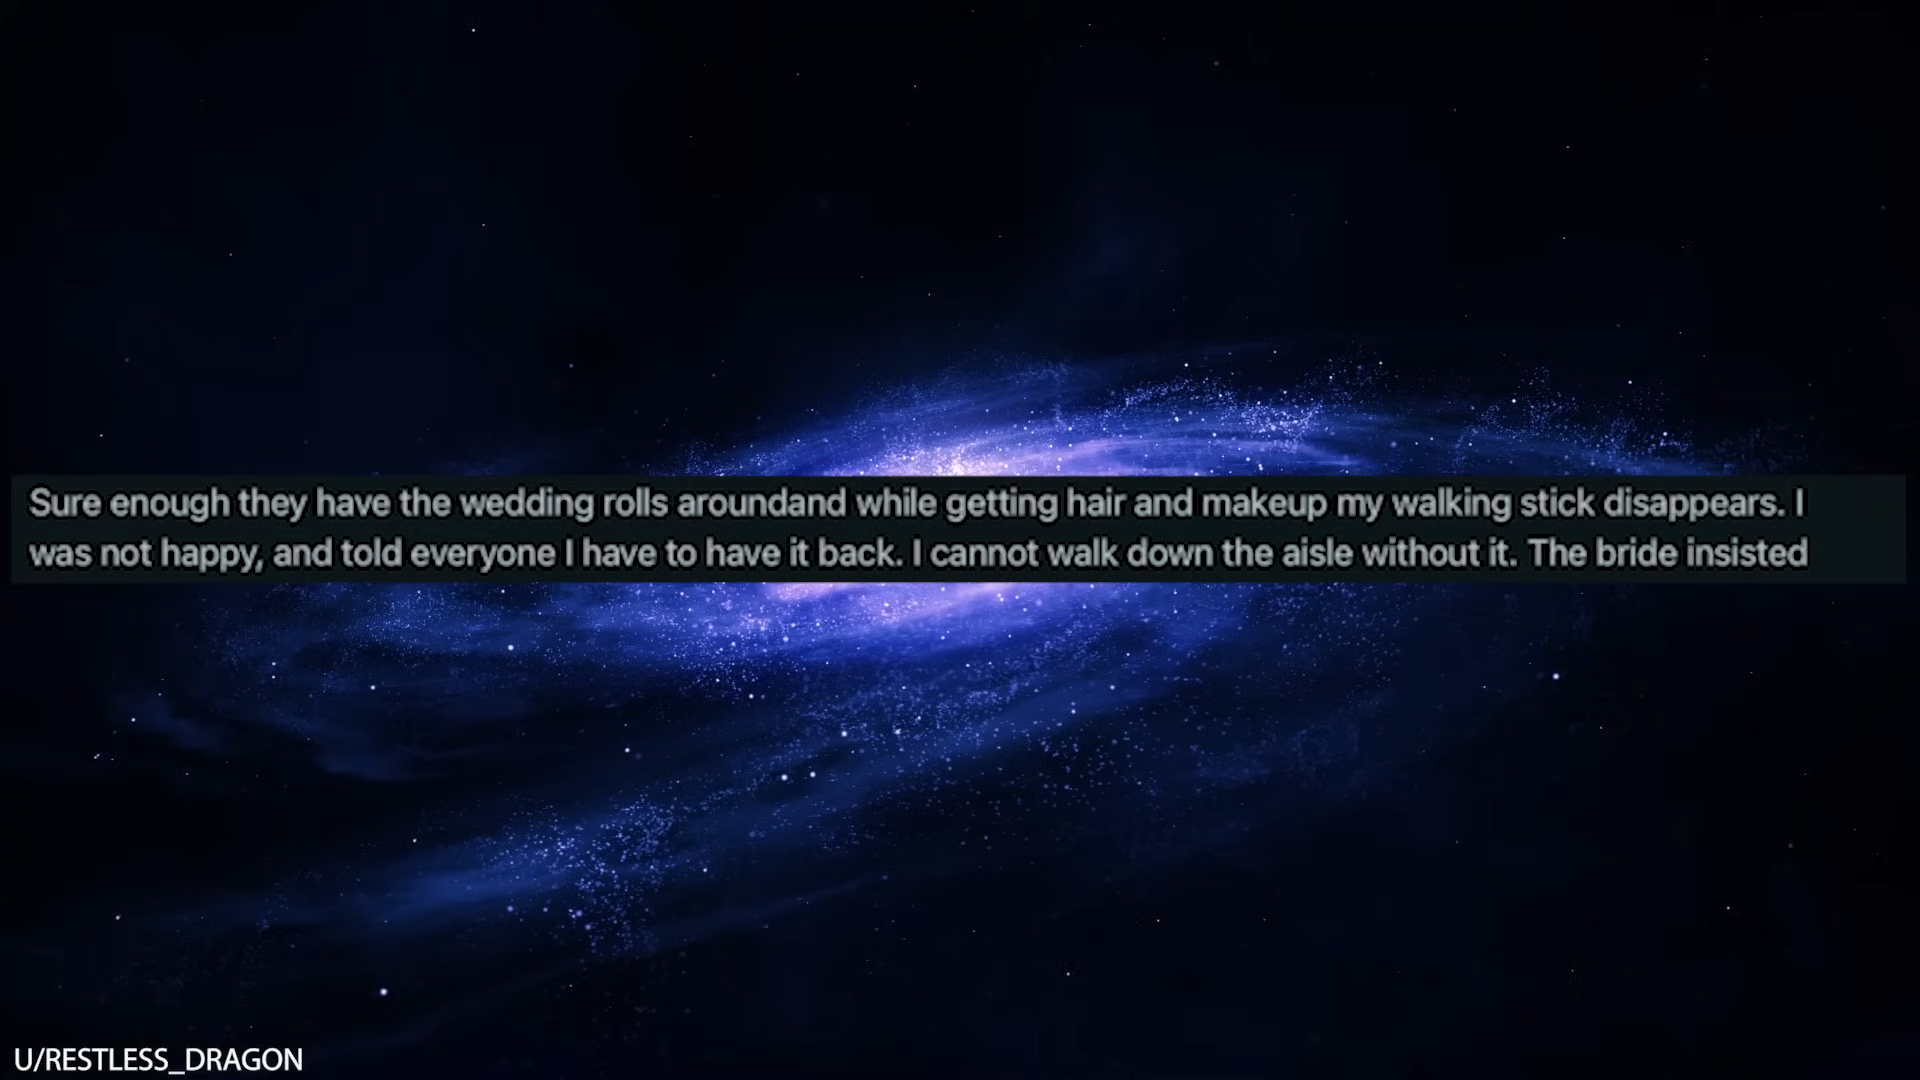 Sure enough they have the wedding rolls aroundand while getting hair and makeup my walking stick disappears. I
was not happy, and told everyone I have to have it back. I cannot walk down the aisle without it. The bride insisted
U/RESTLESS_DRAGON